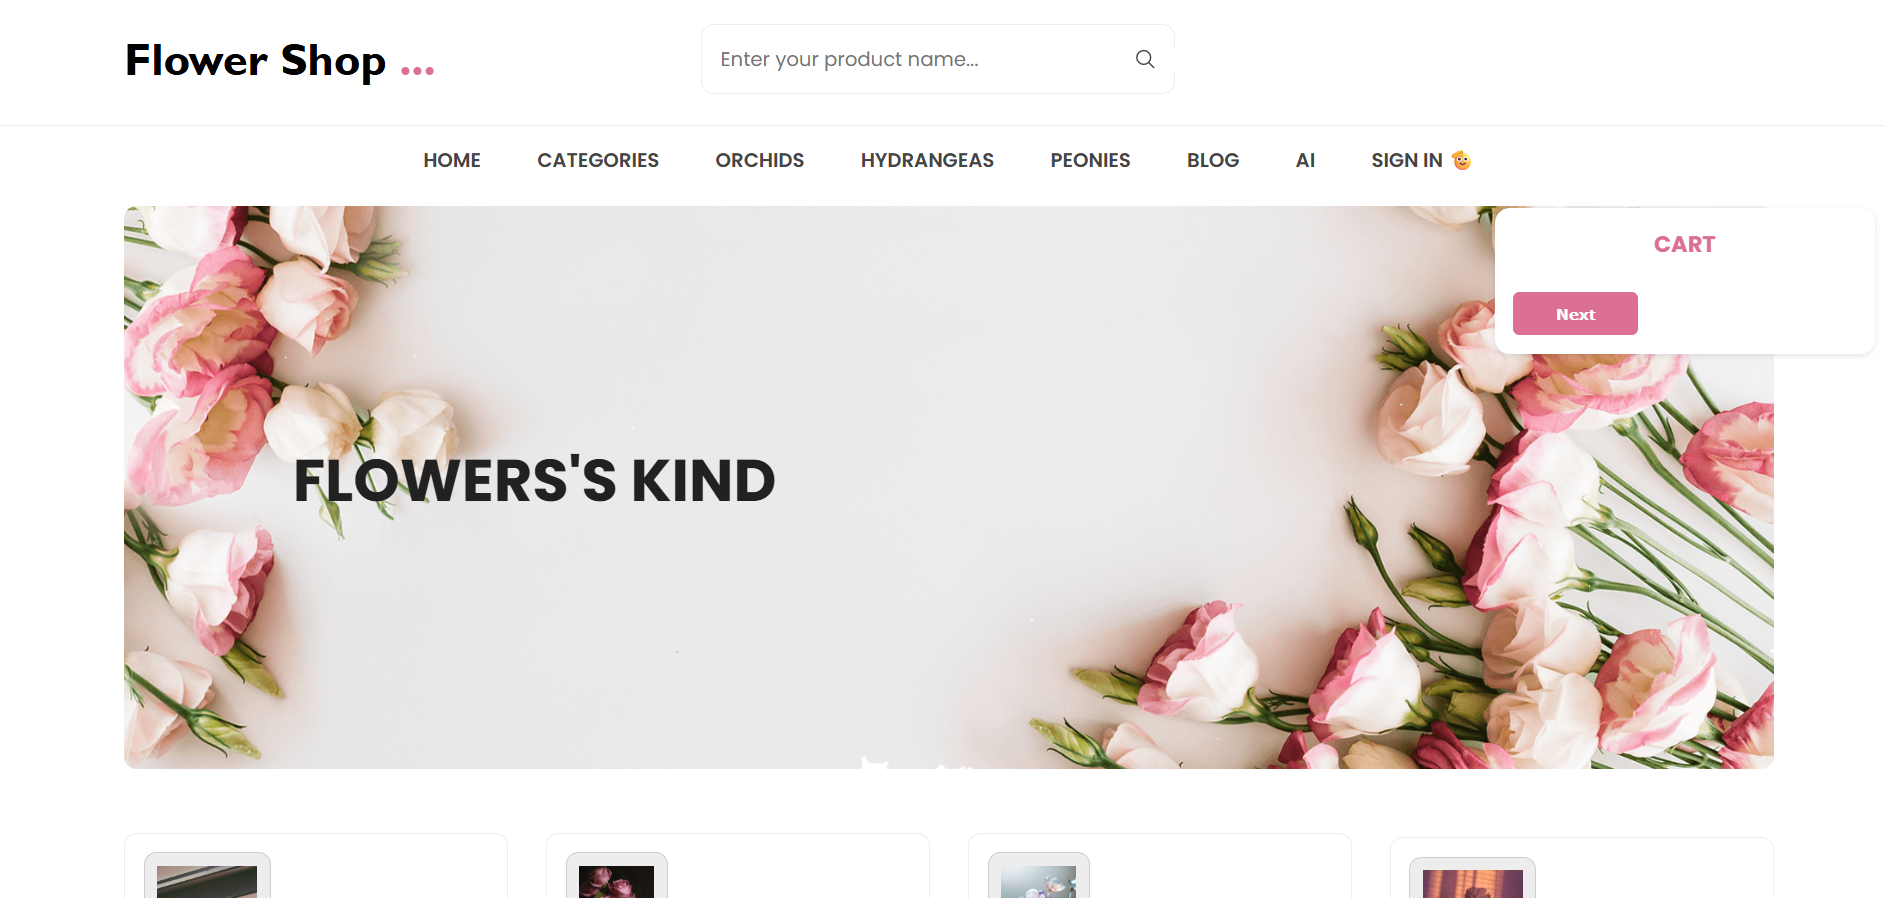 Flower Shop ...
Enter your product name...
HOME CATEGORIES ORCHIDS HYDRANGEAS PEONIES BLOG AI SIGN IN
CART
Next
FLOWERS'S KIND